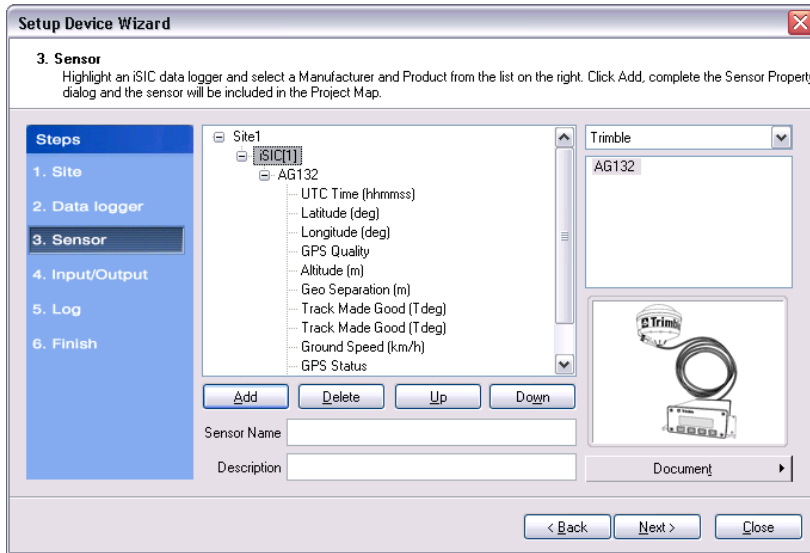 Setup Device Wizard
3. Sensor
Highlight an iSIC data logger and select a Manufacturer and Product from the list on the right. Click Add, complete the Sensor Property
dialog and the sensor will be included in the Project Map.
Steps
1. Site
2. Data logger
3. Sensor
4. Input/Output
5. Log
6. Finish
Site1
iSIC[1]
AG132
UTC Time (hhmmss)
Latitude (deg)
Longitude (deg)
GPS Quality
Altitude (m)
Geo Separation (m)
Track Made Good (Tdeg)
Track Made Good (Tdeg)
Ground Speed (km/h)
GPS Status
Add
Delete
Up
Down
Sensor Name
Description
Trimble
AG132
Trimble
Document
< Back
Next >
Close